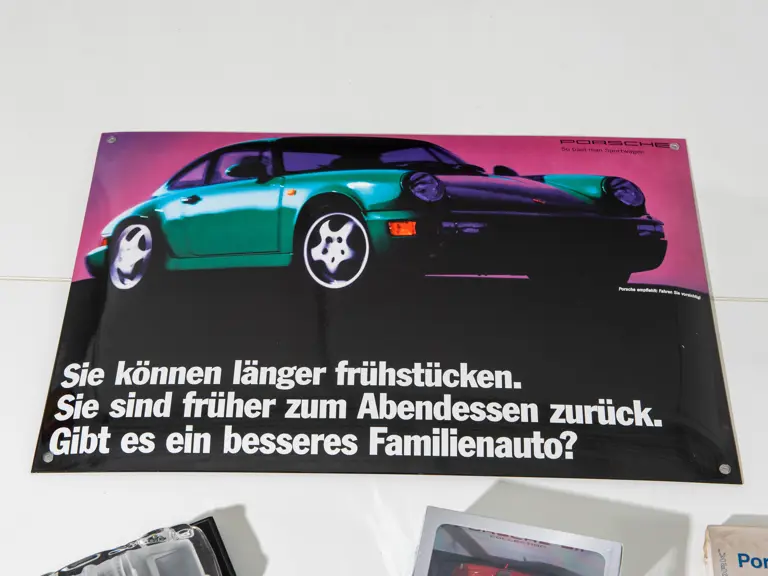 PORSCHE
So baut man Sportwagen
Porsche empfiehlt: Fahren Sie vorsichtig!
Sie können länger frühstücken.
Sie sind früher zum Abendessen zurück.
Gibt es ein besseres Familienauto?
Por